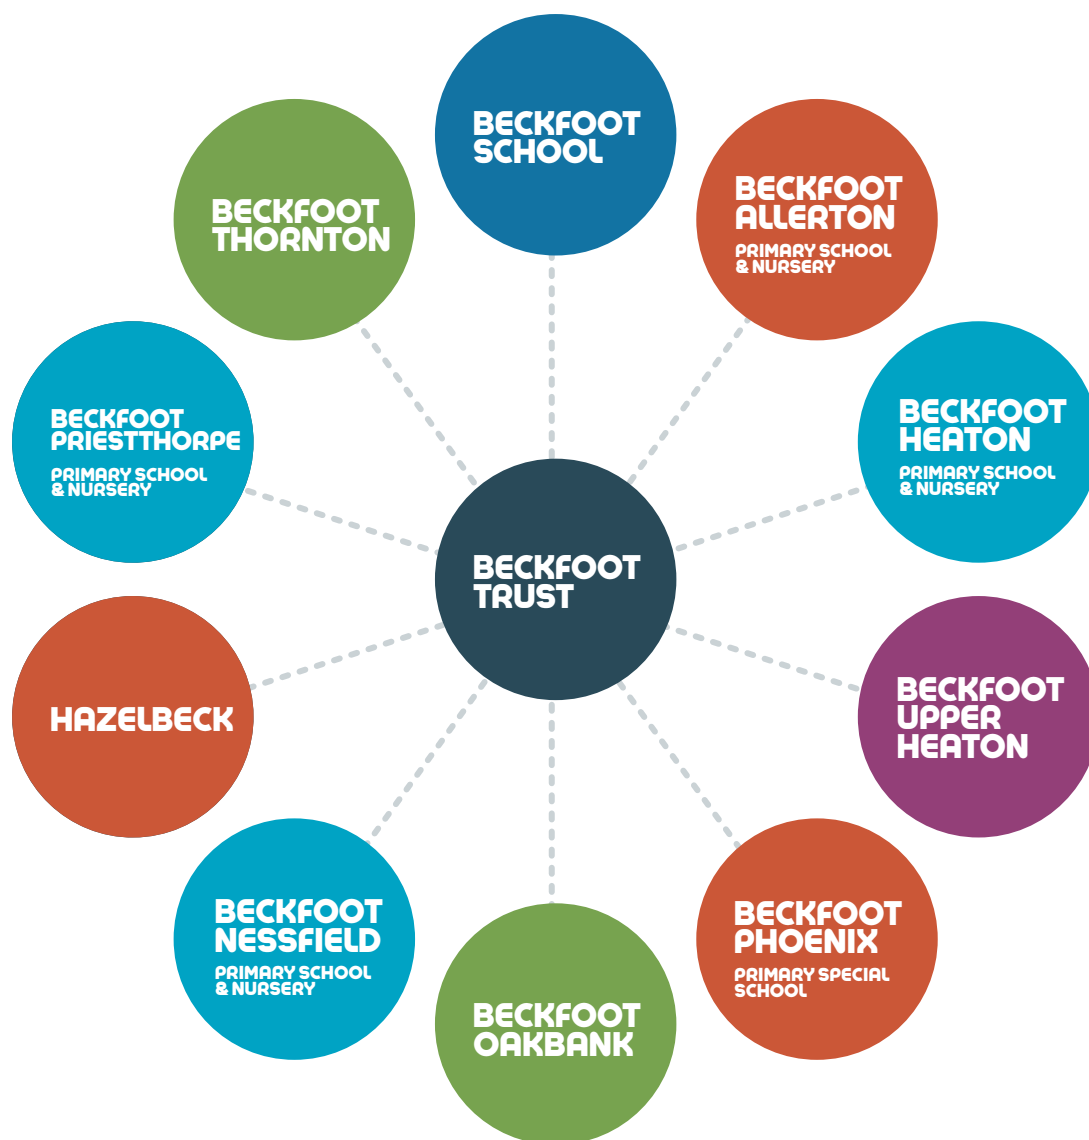 BECKFOOT
SCHOOL
BECKFOOT
ALLERTON
PRIMARY SCHOOL
& NURSERY
BECKFOOT
HEATON
PRIMARY SCHOOL
& NURSERY
BECKFOOT
UPPER
HEATON
BECKFOOT
PHOENIX
PRIMARY SPECIAL
SCHOOL
BECKFOOT
OAKBANK
BECKFOOT
NESSFIELD
PRIMARY SCHOOL
& NURSERY
HAZELBECK
BECKFOOT
PRIESTTHORPE
PRIMARY SCHOOL
& NURSERY
BECKFOOT
THORNTON
BECKFOOT
TRUST